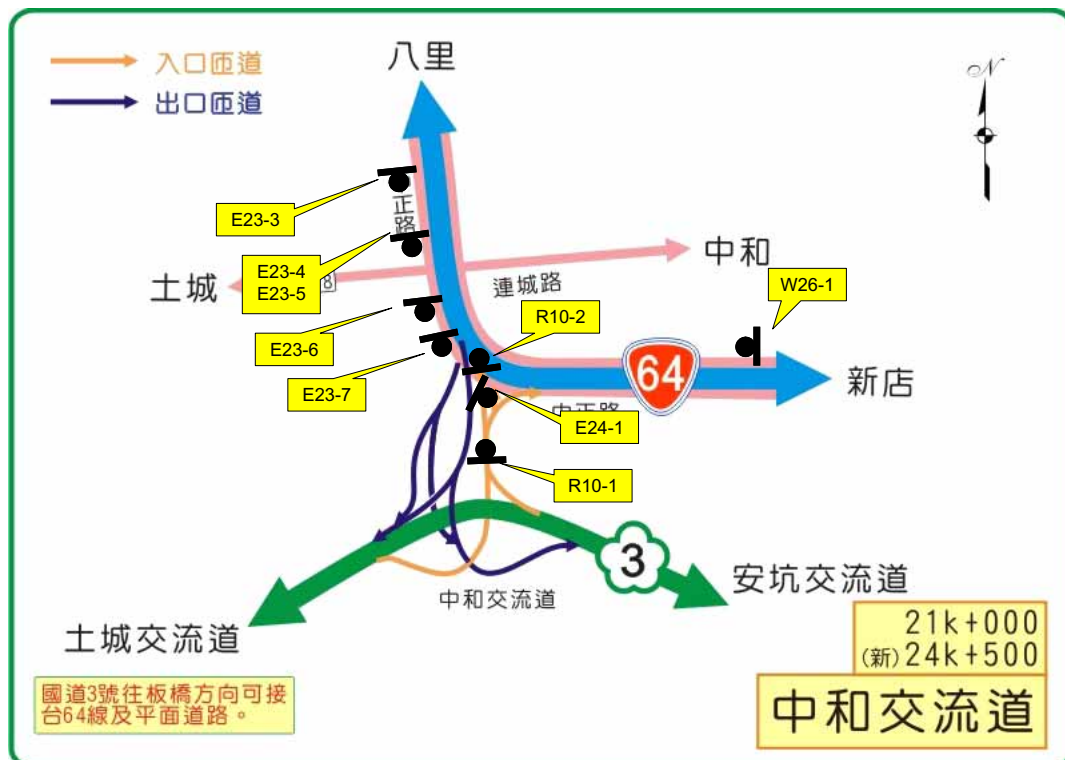 入口匝道
出口匝道
八里
N
E23-3
正路
E23-4
E23-5
土城
8
連城路
中和
W26-1
E23-6
R10-2
E23-7
64
新店
中正路
E24-1
R10-1
3
中和交流道
安坑交流道
土城交流道
國道3號往板橋方向可接
台64線及平面道路。
21k+000
(新)24k+500
中和交流道